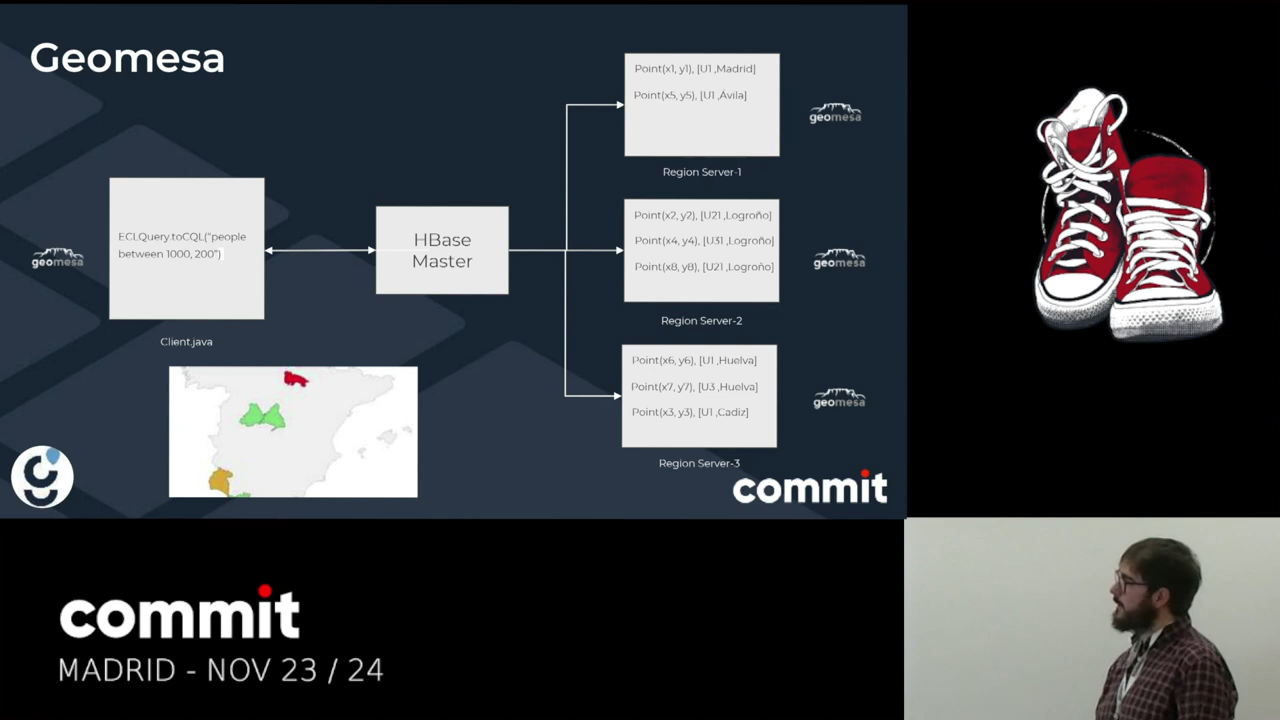 Geomesa
Point(x1, y1), [U1 ,Madrid]
Point(x5, y5), [U1 ,Ávila]
geomesa
Region Server-1
ECLQuery.toCQL("people
between 1000, 200")
geomesa
Client.java
HBase
Master
Point(x2, y2), [U21 ,Logroño]
Point(x4, y4), [U31 ,Logroño]
Point(x8, y8), [U21 ,Logroño]
geomesa
Region Server-2
Point(x6, y6), [U1 ,Huelva]
Point(x7, y7), [U3 ,Huelva]
Point(x3, y3), [U1 ,Cadiz]
geomesa
Region Server-3
commit
commit
MADRID - NOV 23 / 24